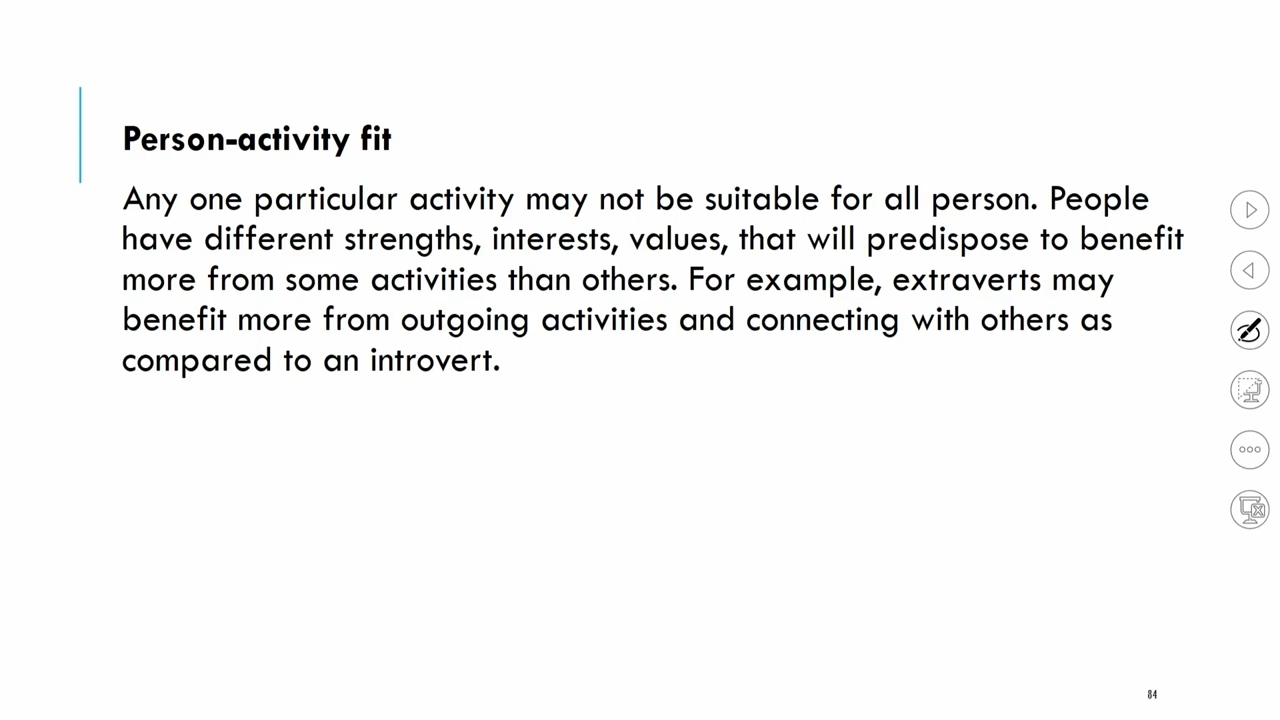 Person-activity fit
Any one particular activity may not be suitable for all person. People
have different strengths, interests, values, that will predispose to benefit
more from some activities than others. For example, extraverts may
benefit more from outgoing activities and connecting with others as
compared to an introvert.
84